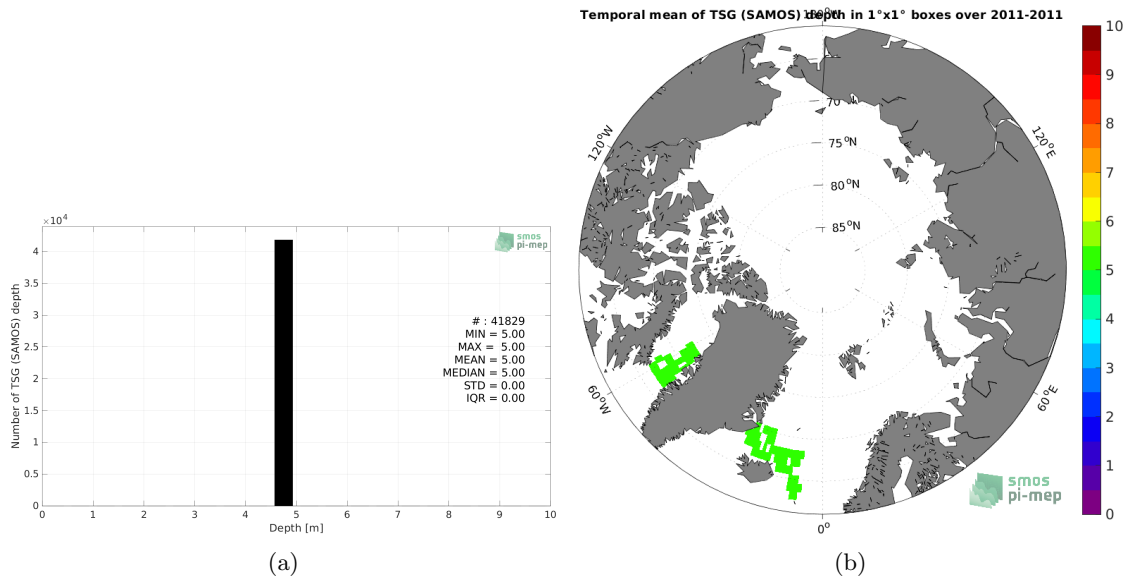 Temporal mean of TSG (SAMOS) depth in 1°x1° boxes over 2011-2011
×10⁴
4
3.5
3
2.5
2
1.5
1
0.5
0
Number of TSG (SAMOS) depth
smos
pi-mep
# : 41829
MIN = 5.00
MAX = 5.00
MEAN = 5.00
MEDIAN = 5.00
STD = 0.00
IQR = 0.00
0 1 2 3 4 5 6 7 8 9 10
Depth [m]
(a)
180°W
120°W
120°E
70°N
75°N
80°N
85°N
60°W
60°E
0°
smos
pi-mep
10
9
8
7
6
5
4
3
2
1
0
(b)